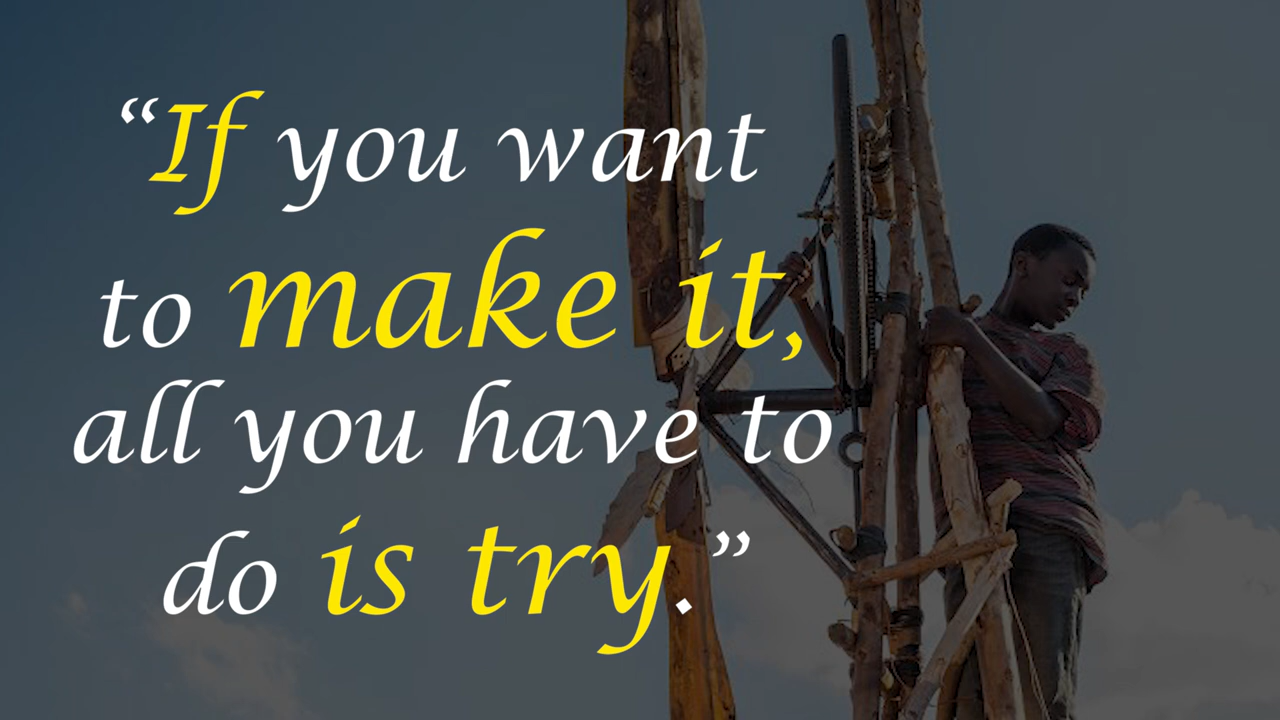 “If you want
to make it,
all you have to
do is try.”